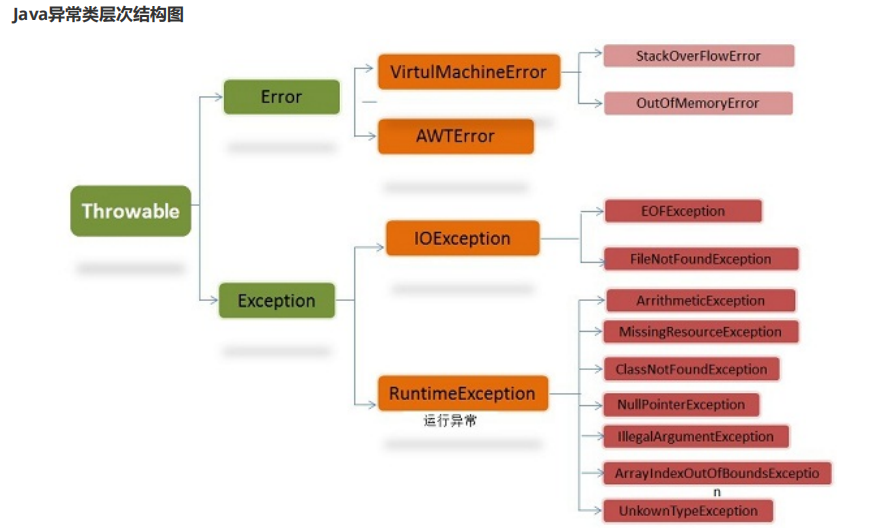 Java异常类层次结构图
Throwable
Error
VirtulMachineError
StackOverFlowError
OutOfMemoryError
AWTError
Exception
IOException
EOFException
FileNotFoundException
RuntimeException
运行异常
ArrithmeticException
MissingResourceException
ClassNotFoundException
NullPointerException
IllegalArgumentException
ArrayIndexOutOfBoundsExceptio
n
UnkownTypeException